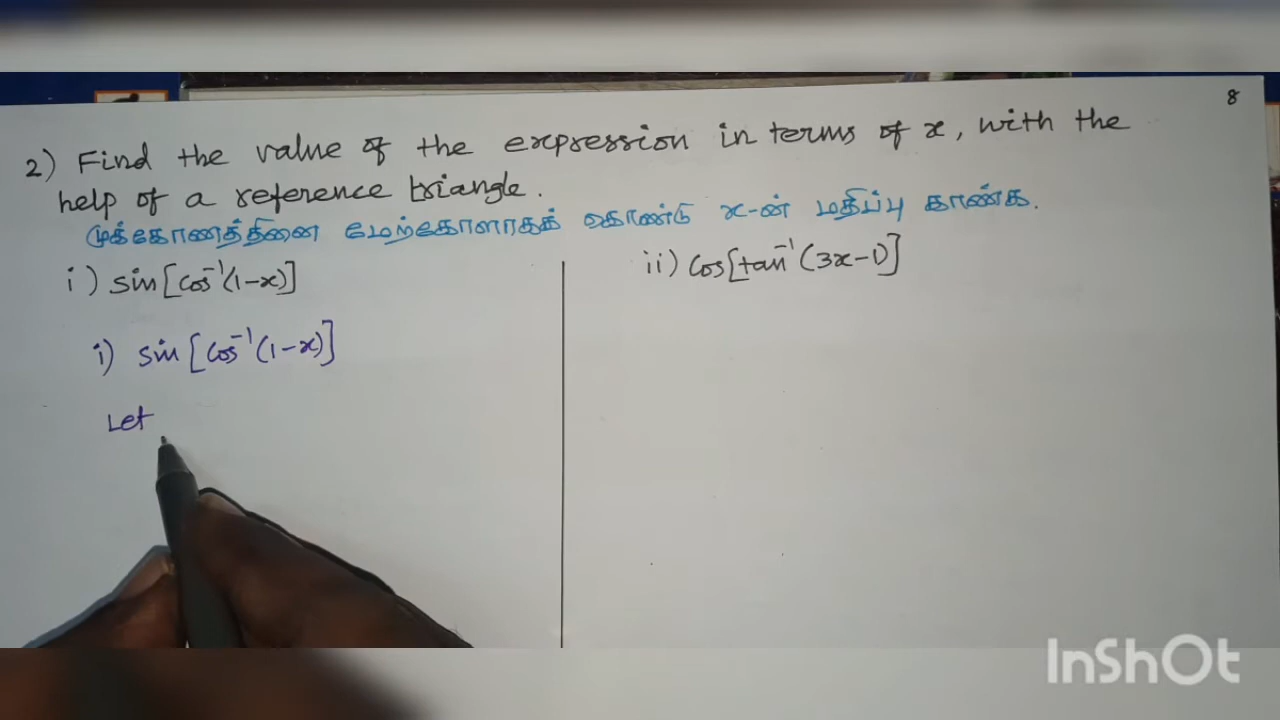 8
2) Find the value of the expression in terms of x, with the
help of a reference triangle.
முக்கோணத்தினை மேற்கோளாகக் கொண்டு x-ன் மதிப்பு காண்க.
i) sin[cos⁻¹(1-x)]
ii) cos[tan⁻¹(3x-1)]
i) sin[cos⁻¹(1-x)]
Let
InShOt